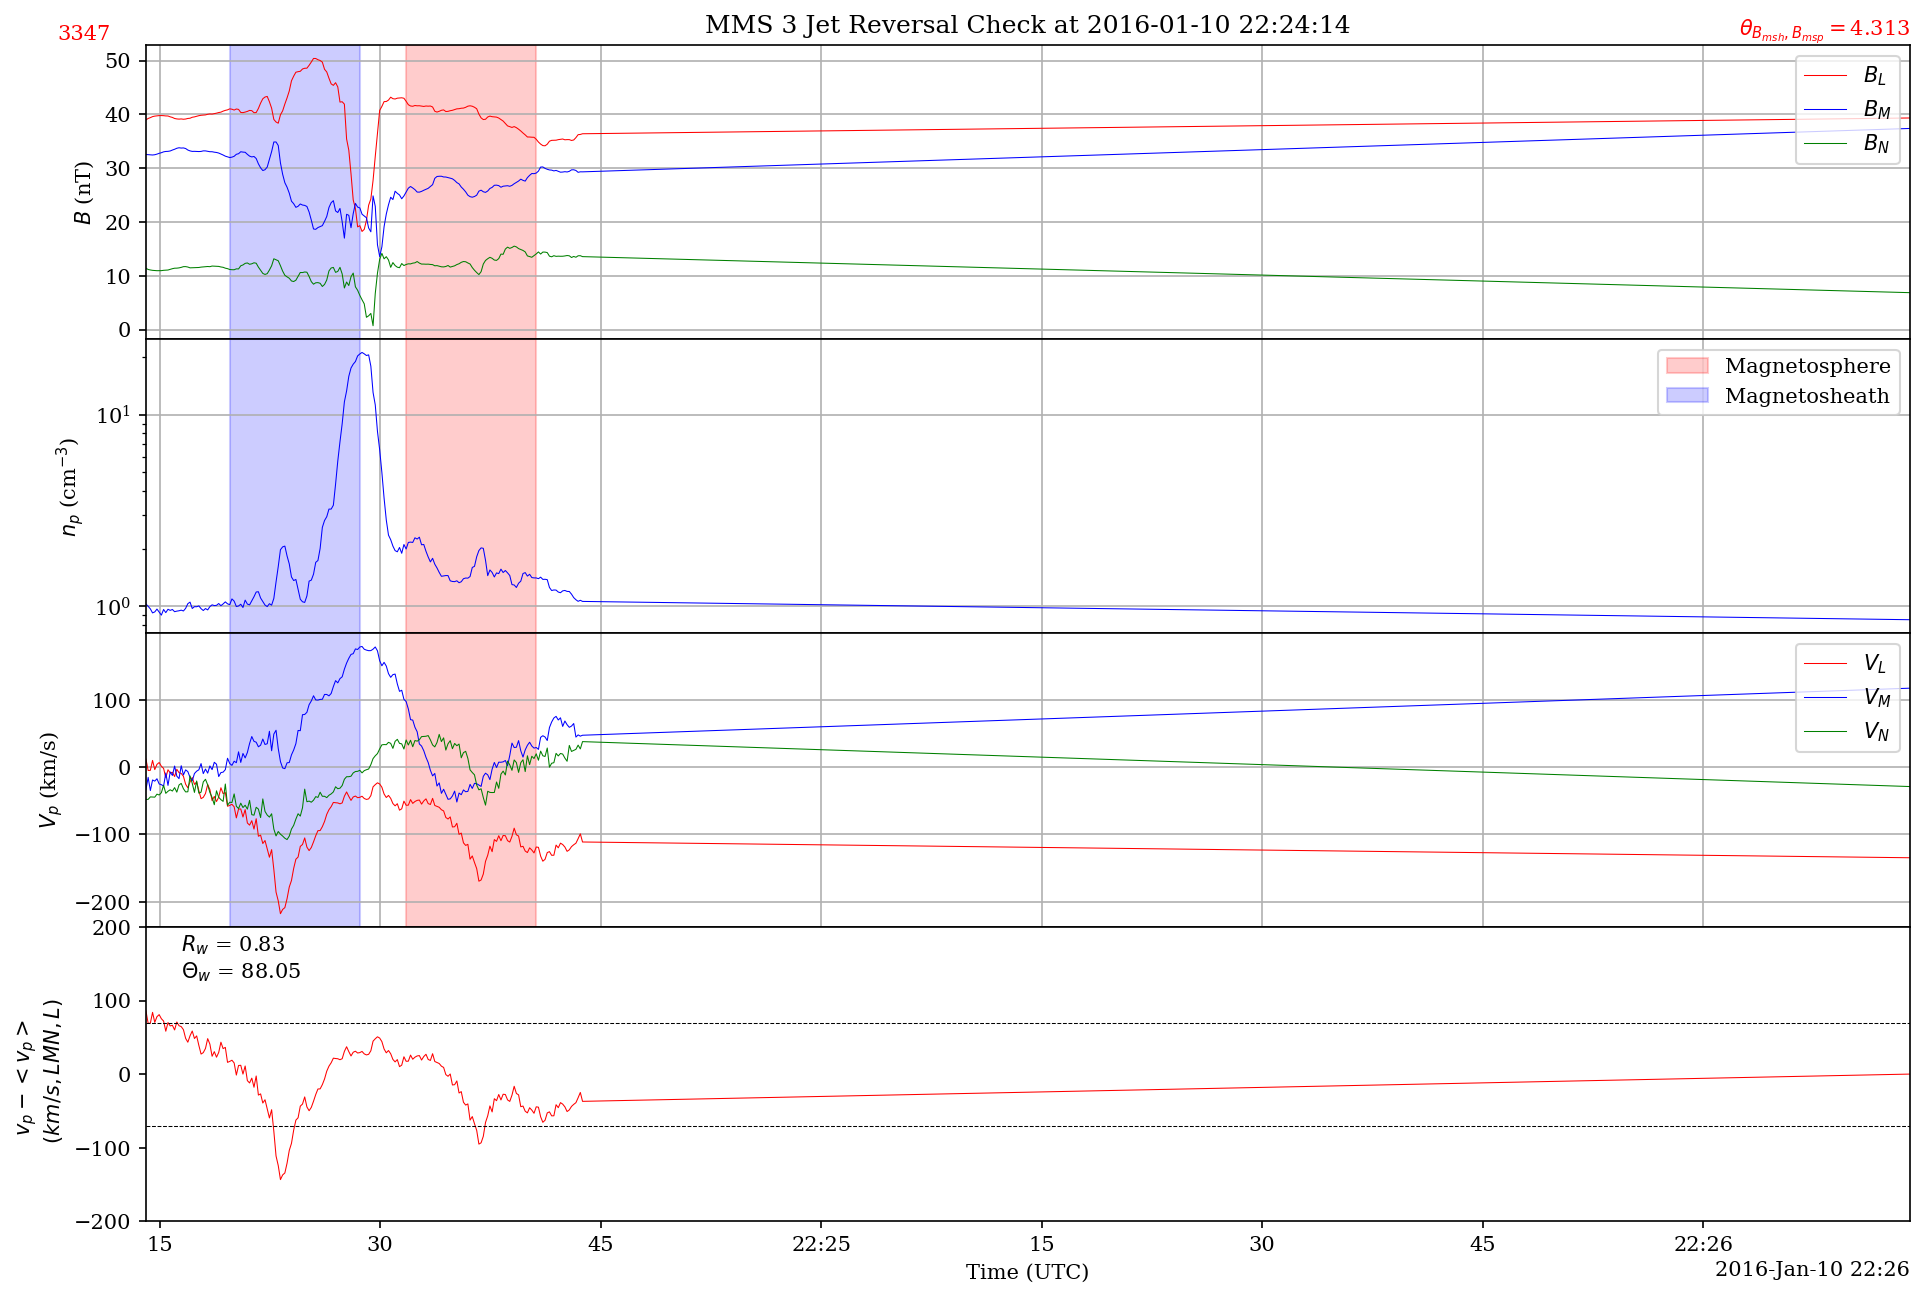 3347
MMS 3 Jet Reversal Check at 2016-01-10 22:24:14
θ_{B_{msh}, B_{msp}} = 4.313
50
40
30
20
10
0
B (nT)
B_L
B_M
B_N
10^1
10^0
n_p (cm^{−3})
Magnetosphere
Magnetosheath
100
0
−100
−200
V_p (km/s)
V_L
V_M
V_N
200
100
0
−100
−200
v_p − < v_p >
(km/s, LMN, L)
R_w = 0.83
Θ_w = 88.05
15 30 45 22:25 15 30 45 22:26
Time (UTC)
2016-Jan-10 22:26